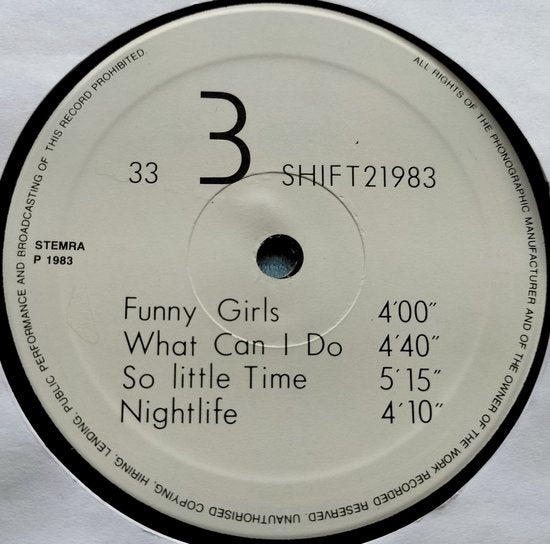 ALL RIGHTS OF THE PHONOGRAPHIC MANUFACTURER AND OF THE OWNER OF THE WORK RECORDED RESERVED. UNAUTHORISED COPYING, HIRING, LENDING, PUBLIC PERFORMANCE AND BROADCASTING OF THIS RECORD PROHIBITED.
3
33 SHIFT21983
STEMRA
P 1983
Funny Girls 4'00"
What Can I Do 4'40"
So little Time 5'15"
Nightlife 4'10"